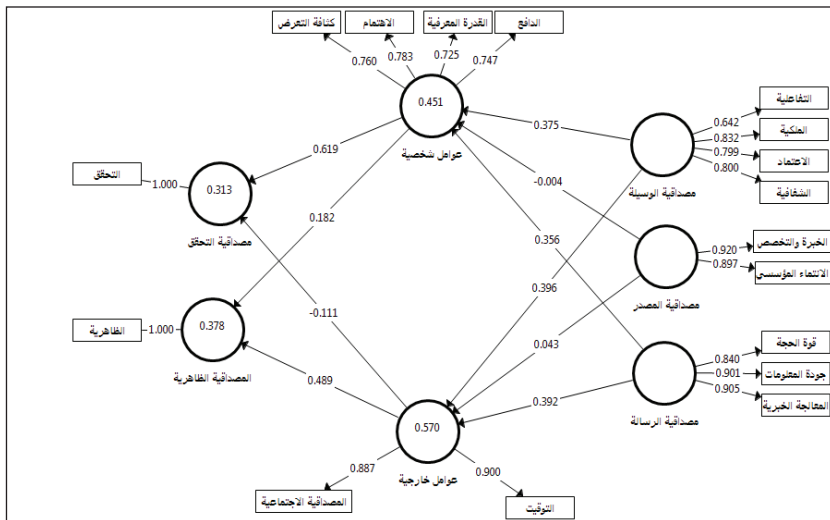 الدافع
القدرة المعرفية
الاهتمام
كثافة التعرض
0.747
0.725
0.783
0.760
0.451
عوامل شخصية
التفاعلية
0.642
الملكية
0.832
الاعتماد
0.799
الشفافية
0.800
مصداقية الوسيلة
0.375
0.619
التحقق
1.000
0.313
مصداقية التحقق
-0.004
0.182
0.356
الخبرة والتخصص
0.920
الانتماء المؤسسي
0.897
مصداقية المصدر
0.396
-0.111
0.043
الظاهرية
1.000
0.378
المصداقية الظاهرية
قوة الحجة
0.840
جودة المعلومات
0.901
المعالجة الخبرية
0.905
مصداقية الرسالة
0.489
0.392
0.570
عوامل خارجية
0.887
0.900
المصداقية الاجتماعية
التوقيت